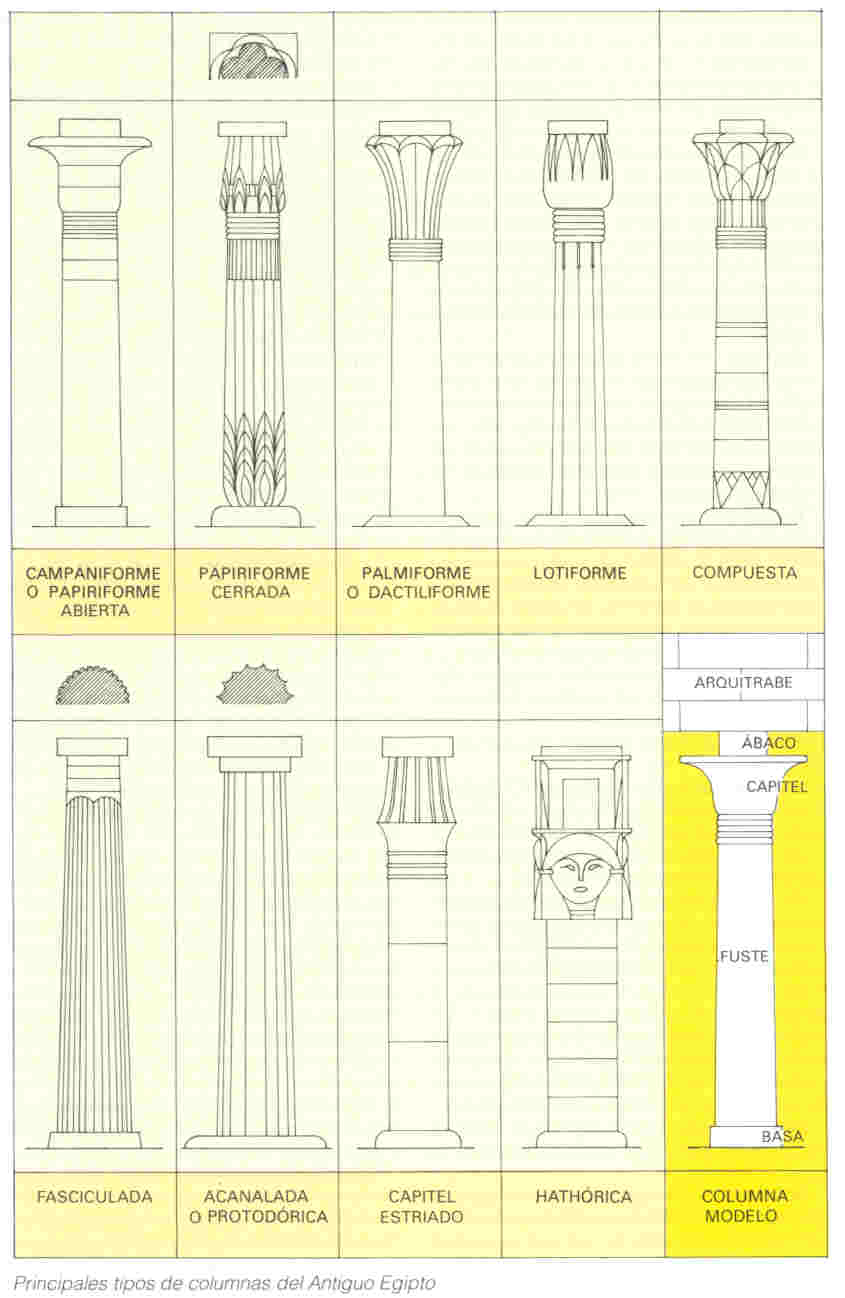 CAMPANIFORME
O PAPIRIFORME
ABIERTA
PAPIRIFORME
CERRADA
PALMIFORME
O DACTILIFORME
LOTIFORME
COMPUESTA
ARQUITRABE
ÁBACO
CAPITEL
FUSTE
BASA
FASCICULADA
ACANALADA
O PROTODÓRICA
CAPITEL
ESTRIADO
HATHÓRICA
COLUMNA
MODELO
Principales tipos de columnas del Antiguo Egipto